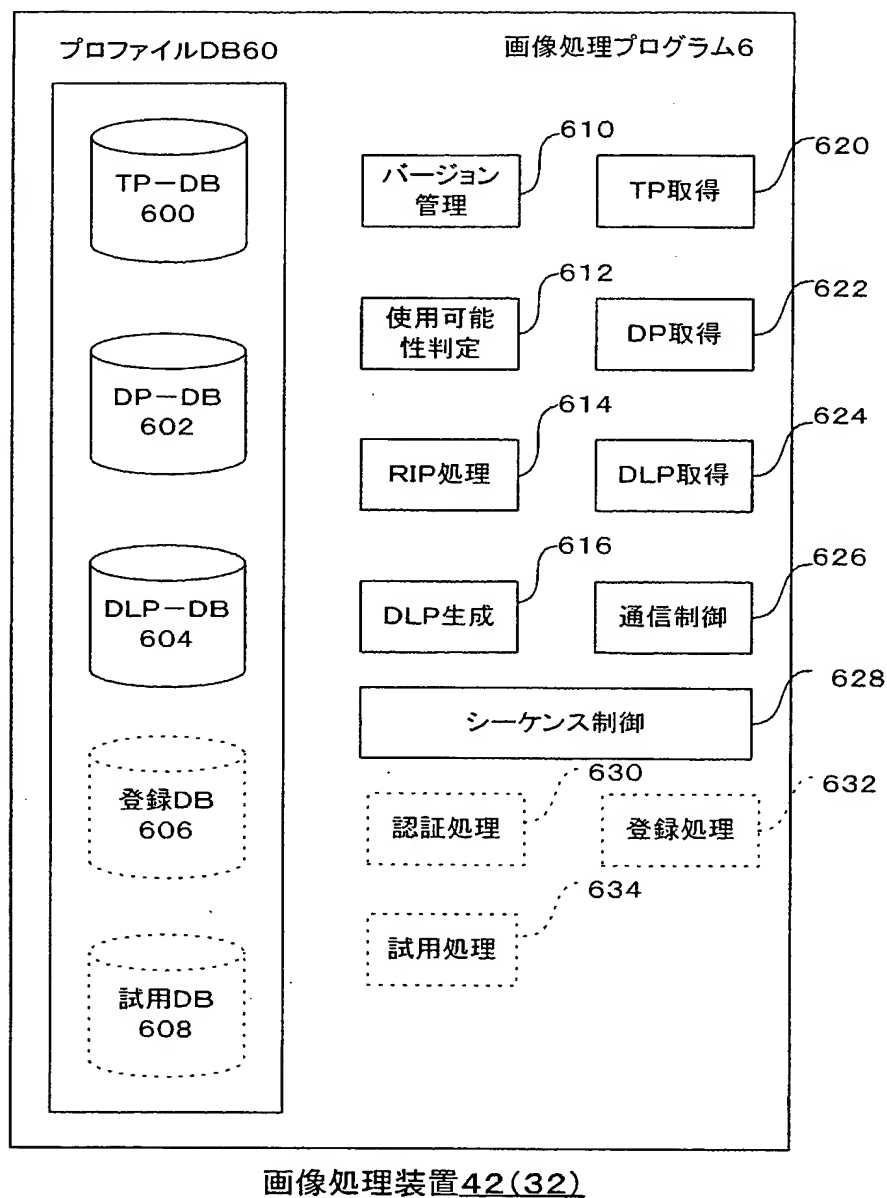 プロファイルDB60
画像処理プログラム6
TP－DB
600
DP－DB
602
DLP－DB
604
登録DB
606
試用DB
608
610
バージョン
管理
620
TP取得
612
使用可能
性判定
622
DP取得
614
RIP処理
624
DLP取得
616
DLP生成
626
通信制御
628
シーケンス制御
630
認証処理
632
登録処理
634
試用処理
画像処理装置42(32)